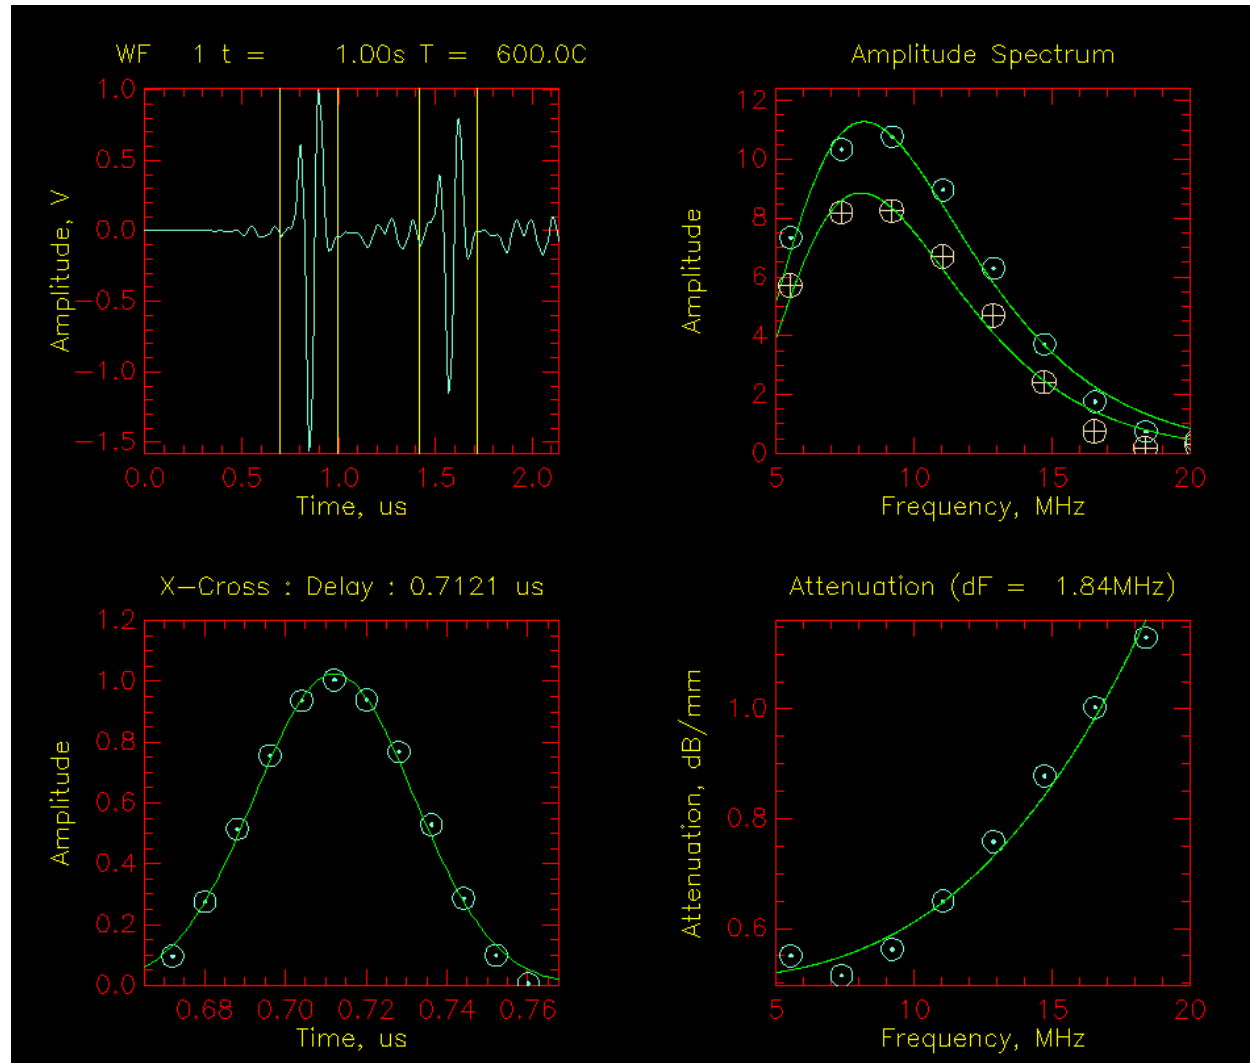 WF 1 t = 1.00s T = 600.0C
1.0
0.5
0.0
−0.5
−1.0
−1.5
Amplitude, V
0.0 0.5 1.0 1.5 2.0
Time, us
Amplitude Spectrum
12
10
8
6
4
2
0
Amplitude
5 10 15 20
Frequency, MHz
X−Cross : Delay : 0.7121 us
1.2
1.0
0.8
0.6
0.4
0.2
0.0
Amplitude
0.68 0.70 0.72 0.74 0.76
Time, us
Attenuation (dF = 1.84MHz)
1.0
0.8
0.6
Attenuation, dB/mm
5 10 15 20
Frequency, MHz